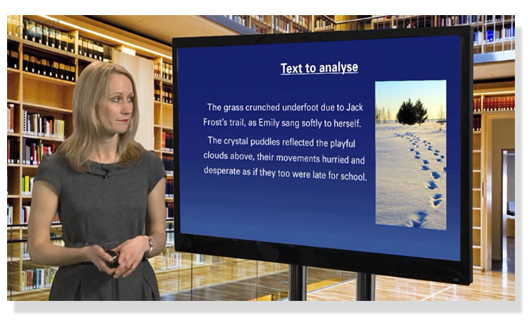 Text to analyse
The grass crunched underfoot due to Jack
Frost's trail, as Emily sang softly to herself.
The crystal puddles reflected the playful
clouds above, their movements hurried and
desperate as if they too were late for school.